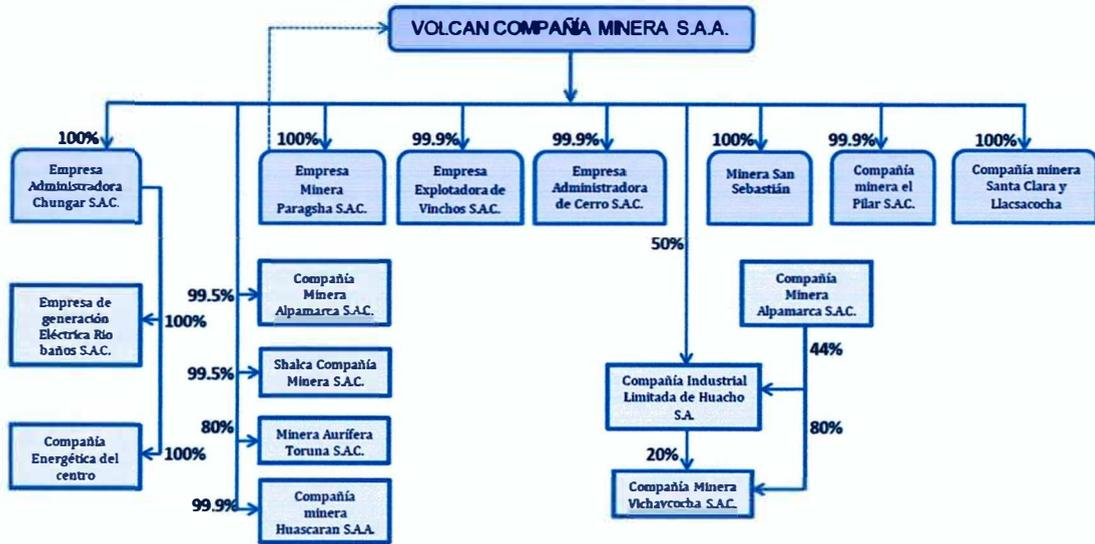 VOLCAN COMPAÑÍA MINERA S.A.A.
100%
Empresa
Administradora
Chungar S.A.C.
100%
Empresa
Minera
Paragsha S.A.C.
99.9%
Empresa
Explotadora de
Vinchos S.A.C.
99.9%
Empresa
Administradora
de Cerro S.A.C.
100%
Minera San
Sebastián
99.9%
Compañía
minera el
Pilar S.A.C.
100%
Compañía minera
Santa Clara y
Llacsacocha
50%
Empresa de
generación
Eléctrica Rio
baños S.A.C.
100%
99.5%
Compañía
Minera
Alpamarca S.A.C.
Compañía
Minera
Alpamarca S.A.C.
44%
99.5%
Shalca Compañía
Minera S.A.C.
Compañía Industrial
Limitada de Huacho
S.A.
80%
Minera Aurífera
Toruna S.A.C.
80%
Compañía
Energética del
centro
100%
20%
99.9%
Compañía
minera
Huascaran S.A.A.
Compañía Minera
Vichaycocha S.A.C.